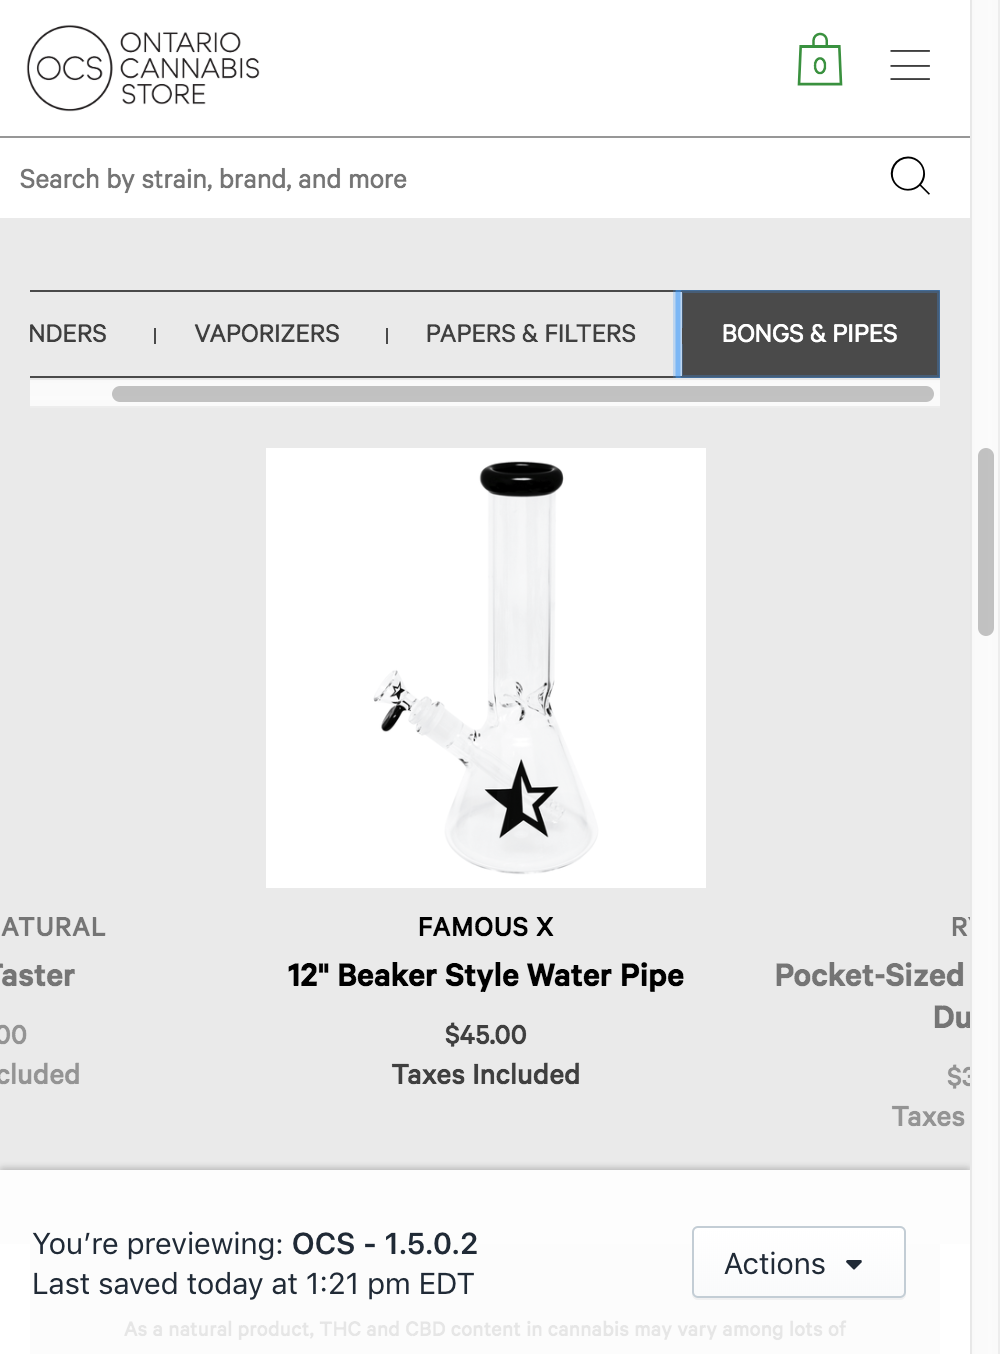 OCS
ONTARIO
CANNABIS
STORE
0
Search by strain, brand, and more
NDERS | VAPORIZERS | PAPERS & FILTERS BONGS & PIPES
ATURAL FAMOUS X R
aster 12" Beaker Style Water Pipe Pocket-Sized
Du
00 $45.00
cluded Taxes Included $3
Taxes
You're previewing: OCS - 1.5.0.2
Last saved today at 1:21 pm EDT
Actions
As a natural product, THC and CBD content in cannabis may vary among lots of